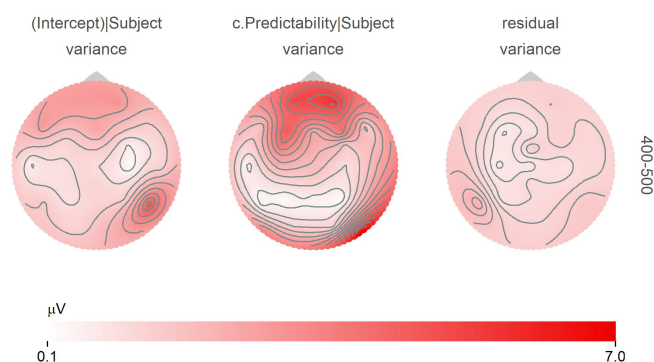 (Intercept)|Subject
variance
c.Predictability|Subject
variance
residual
variance
400-500
μV
0.1
7.0